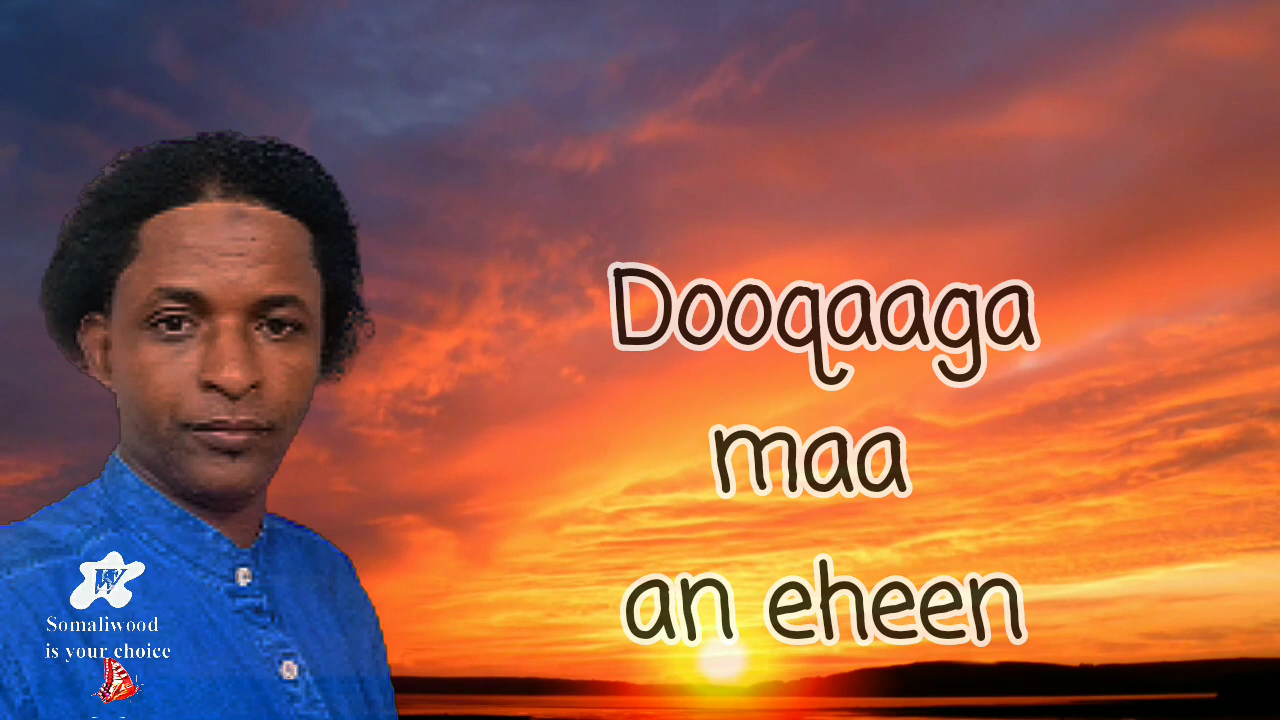 Dooqaaga
maa
an eheen
W
Somaliwood
is your choice